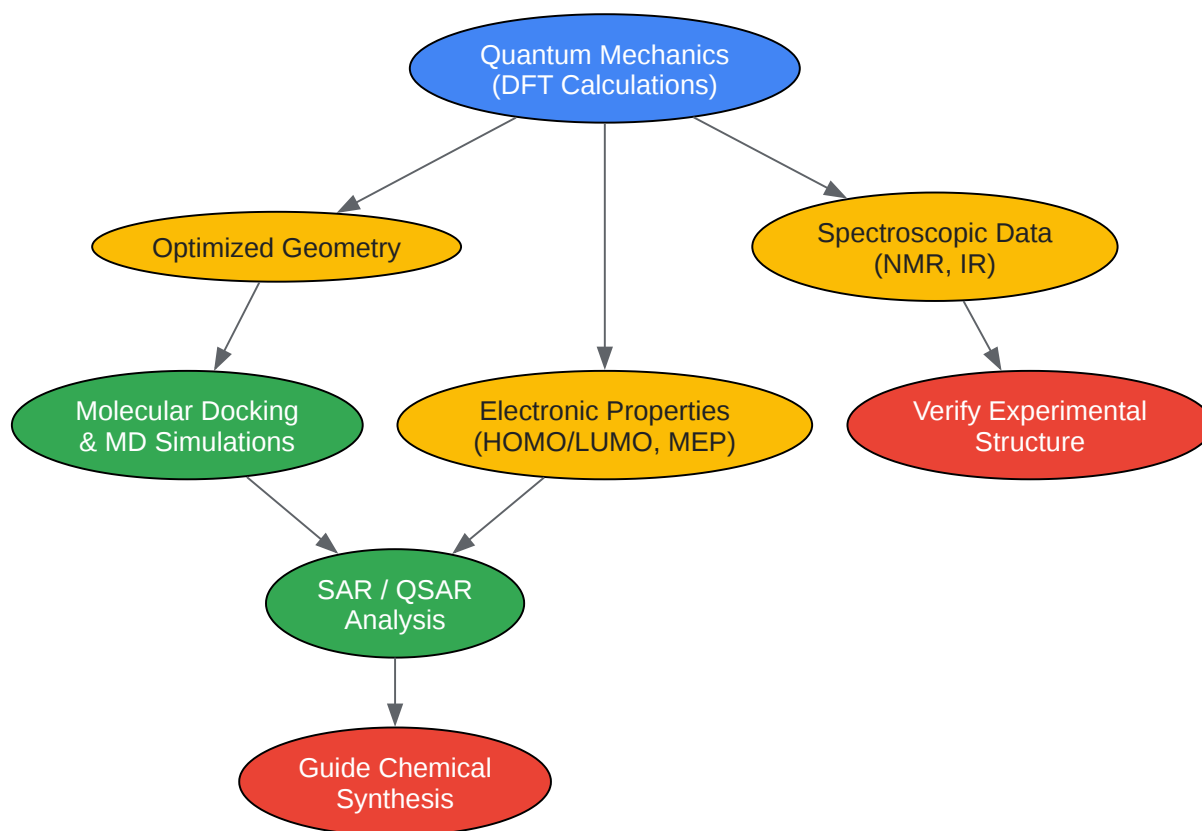 Quantum Mechanics
(DFT Calculations)
Optimized Geometry
Spectroscopic Data
(NMR, IR)
Molecular Docking
& MD Simulations
Electronic Properties
(HOMO/LUMO, MEP)
Verify Experimental
Structure
SAR / QSAR
Analysis
Guide Chemical
Synthesis